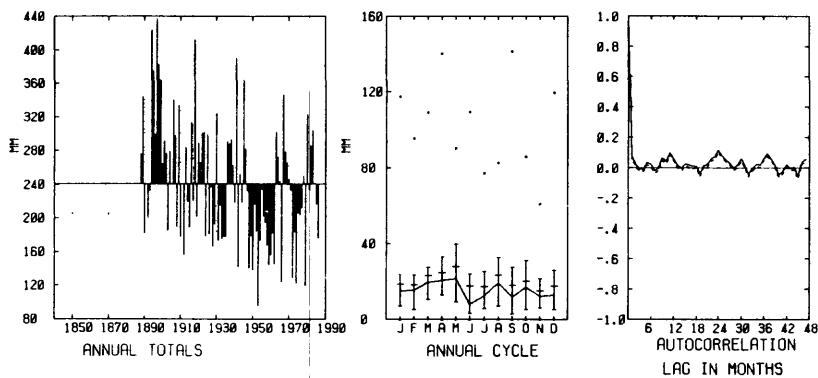 440
400
360
320
280
240
200
160
120
80
MM
1850 1870 1890 1910 1930 1950 1970 1990
ANNUAL TOTALS
160
120
80
40
0
MM
J F M A M J J A S O N D
ANNUAL CYCLE
1.0
0.8
0.6
0.4
0.2
0.0
-.2
-.4
-.6
-.8
-1.0
6 12 18 24 30 36 42 48
AUTOCORRELATION
LAG IN MONTHS